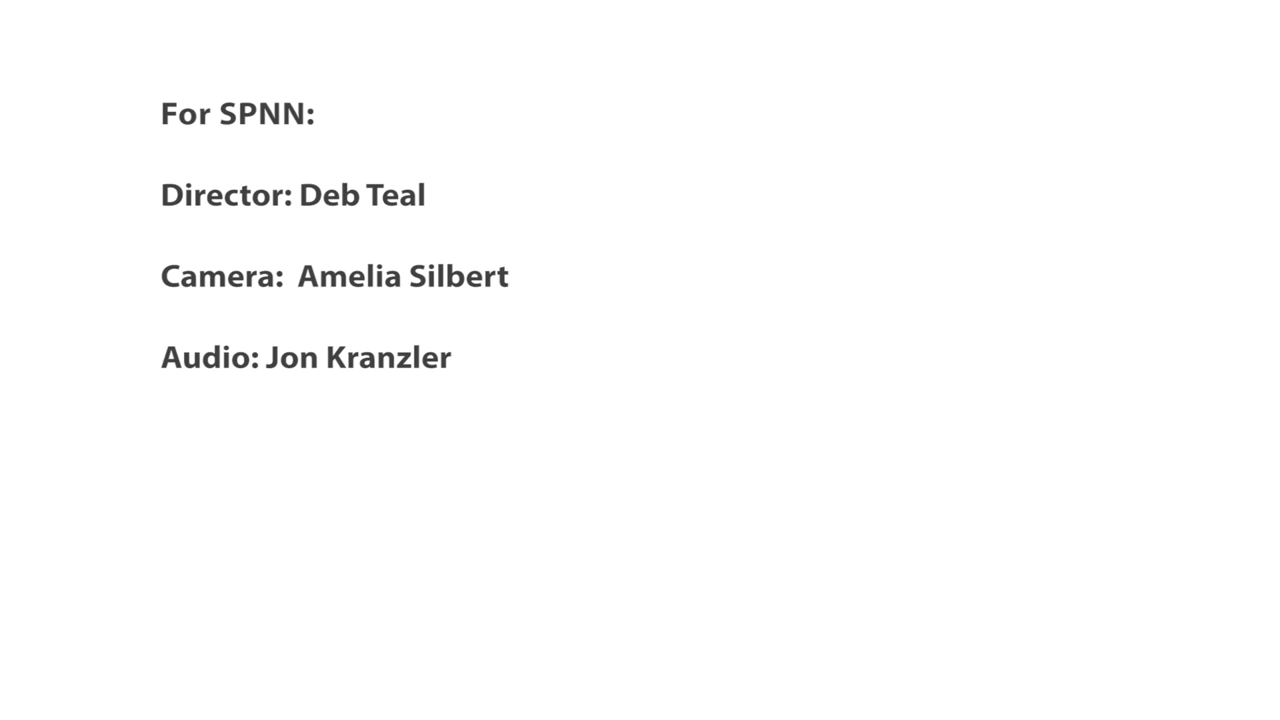 For SPNN:
Director: Deb Teal
Camera:  Amelia Silbert
Audio: Jon Kranzler